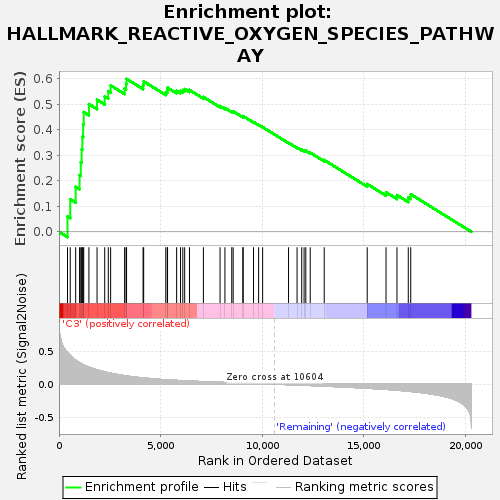 Enrichment plot:
HALLMARK_REACTIVE_OXYGEN_SPECIES_PATHW
AY
Enrichment score (ES)
0.6
0.5
0.4
0.3
0.2
0.1
0.0
'C3' (positively correlated)
Ranked list metric (Signal2Noise)
0.5
0.0
-0.5
Zero cross at 10604
'Remaining' (negatively correlated)
0
5,000
10,000
15,000
20,000
Rank in Ordered Dataset
Enrichment profile
Hits
Ranking metric scores